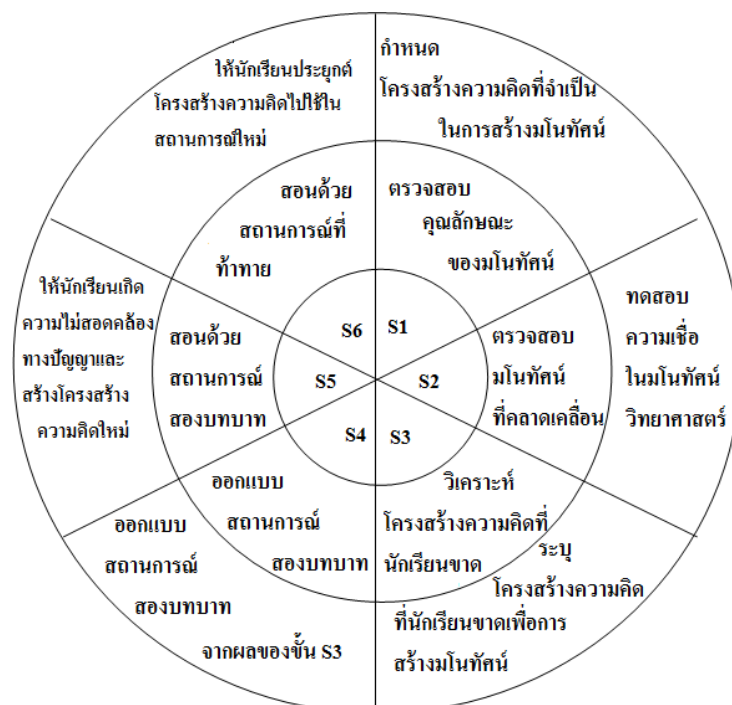 กำหนด
โครงสร้างความคิดที่จำเป็น
ในการสร้างมโนทัศน์
ตรวจสอบ
คุณลักษณะ
ของมโนทัศน์
S1
ทดสอบ
ความเชื่อ
ในมโนทัศน์
วิทยาศาสตร์
ตรวจสอบ
มโนทัศน์
ที่คลาดเคลื่อน
S2
ระบุ
โครงสร้างความคิด
ที่นักเรียนขาดเพื่อการ
สร้างมโนทัศน์
วิเคราะห์
โครงสร้างความคิดที่
นักเรียนขาด
S3
ออกแบบ
สถานการณ์
สองบทบาท
จากผลของขั้น S3
ออกแบบ
สถานการณ์
สองบทบาท
S4
ให้นักเรียนเกิด
ความไม่สอดคล้อง
ทางปัญญาและ
สร้างโครงสร้าง
ความคิดใหม่
สอนด้วย
สถานการณ์
สองบทบาท
S5
ให้นักเรียนประยุกต์
โครงสร้างความคิดไปใช้ใน
สถานการณ์ใหม่
สอนด้วย
สถานการณ์ที่
ท้าทาย
S6